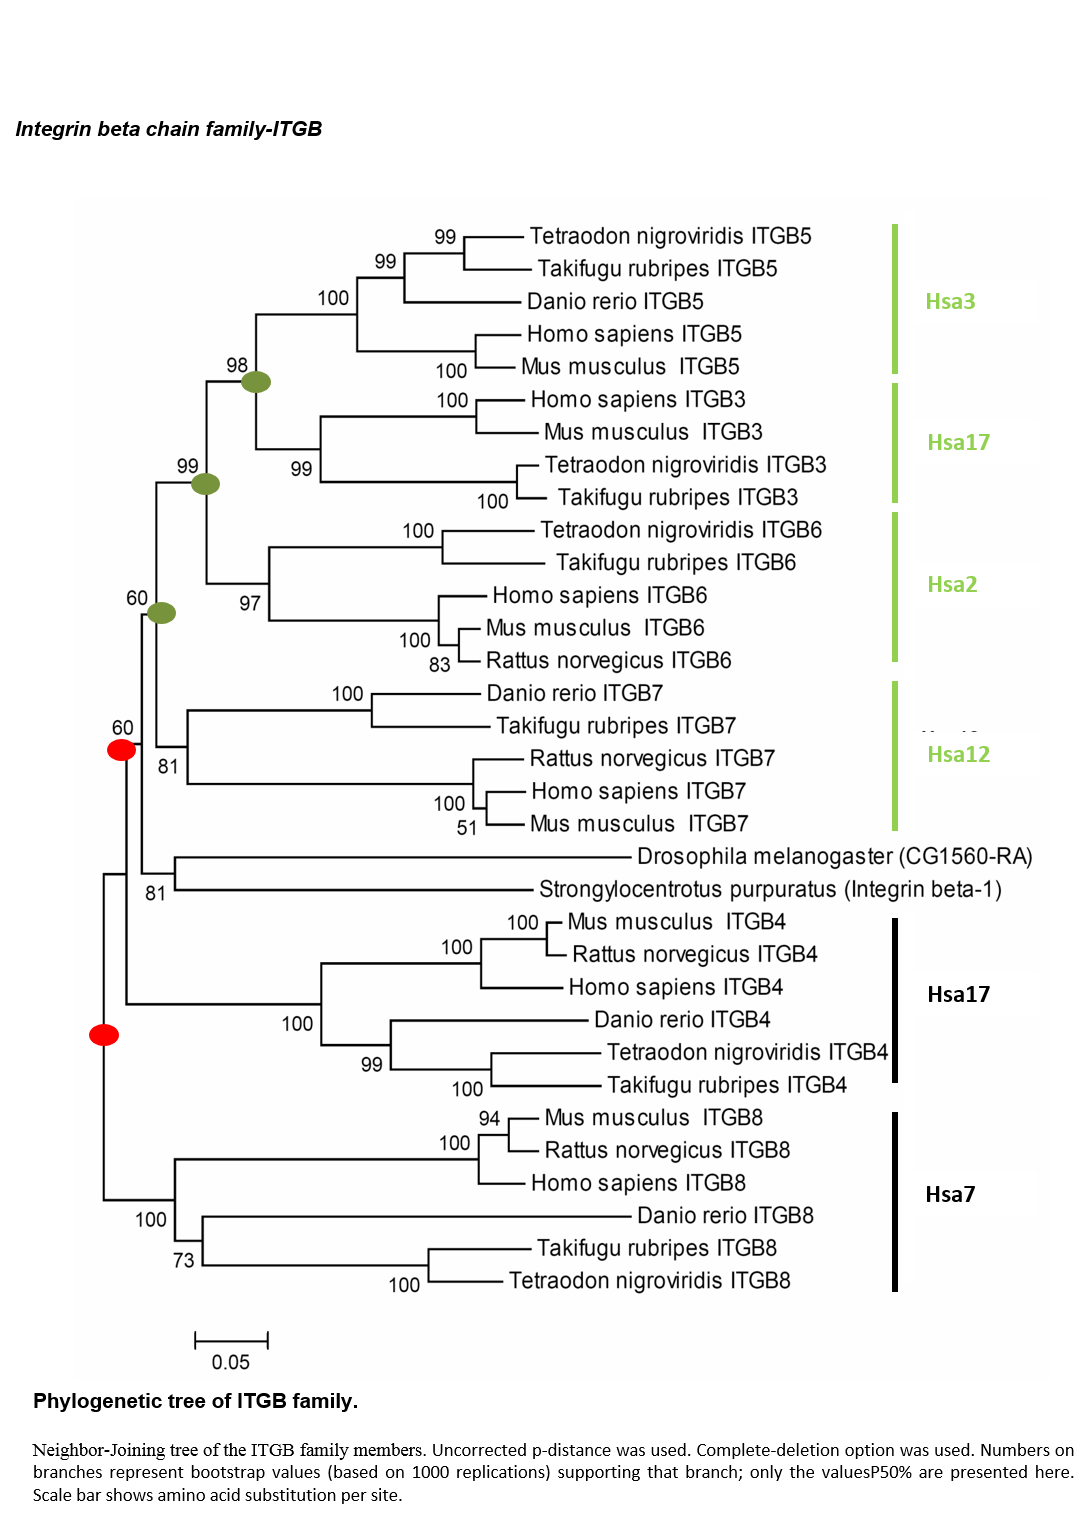 Integrin beta chain family-ITGB
99 Tetraodon nigroviridis ITGB5
99 Takifugu rubripes ITGB5
100 Danio rerio ITGB5
Hsa3
Homo sapiens ITGB5
98 100 Mus musculus ITGB5
100 Homo sapiens ITGB3
Mus musculus ITGB3
Hsa17
99 99 Tetraodon nigroviridis ITGB3
100 Takifugu rubripes ITGB3
100 Tetraodon nigroviridis ITGB6
Takifugu rubripes ITGB6
Hsa2
60 97 Homo sapiens ITGB6
100 Mus musculus ITGB6
83 Rattus norvegicus ITGB6
100 Danio rerio ITGB7
60 Takifugu rubripes ITGB7
81 Rattus norvegicus ITGB7
Hsa12
100 Homo sapiens ITGB7
51 Mus musculus ITGB7
Drosophila melanogaster (CG1560-RA)
81 Strongylocentrotus purpuratus (Integrin beta-1)
100 Mus musculus ITGB4
100 Rattus norvegicus ITGB4
Homo sapiens ITGB4
Hsa17
100 Danio rerio ITGB4
99 Tetraodon nigroviridis ITGB4
100 Takifugu rubripes ITGB4
94 Mus musculus ITGB8
100 Rattus norvegicus ITGB8
Homo sapiens ITGB8
Hsa7
100 Danio rerio ITGB8
73 Takifugu rubripes ITGB8
100 Tetraodon nigroviridis ITGB8
0.05
Phylogenetic tree of ITGB family.
Neighbor-Joining tree of the ITGB family members. Uncorrected p-distance was used. Complete-deletion option was used. Numbers on
branches represent bootstrap values (based on 1000 replications) supporting that branch; only the valuesP50% are presented here.
Scale bar shows amino acid substitution per site.